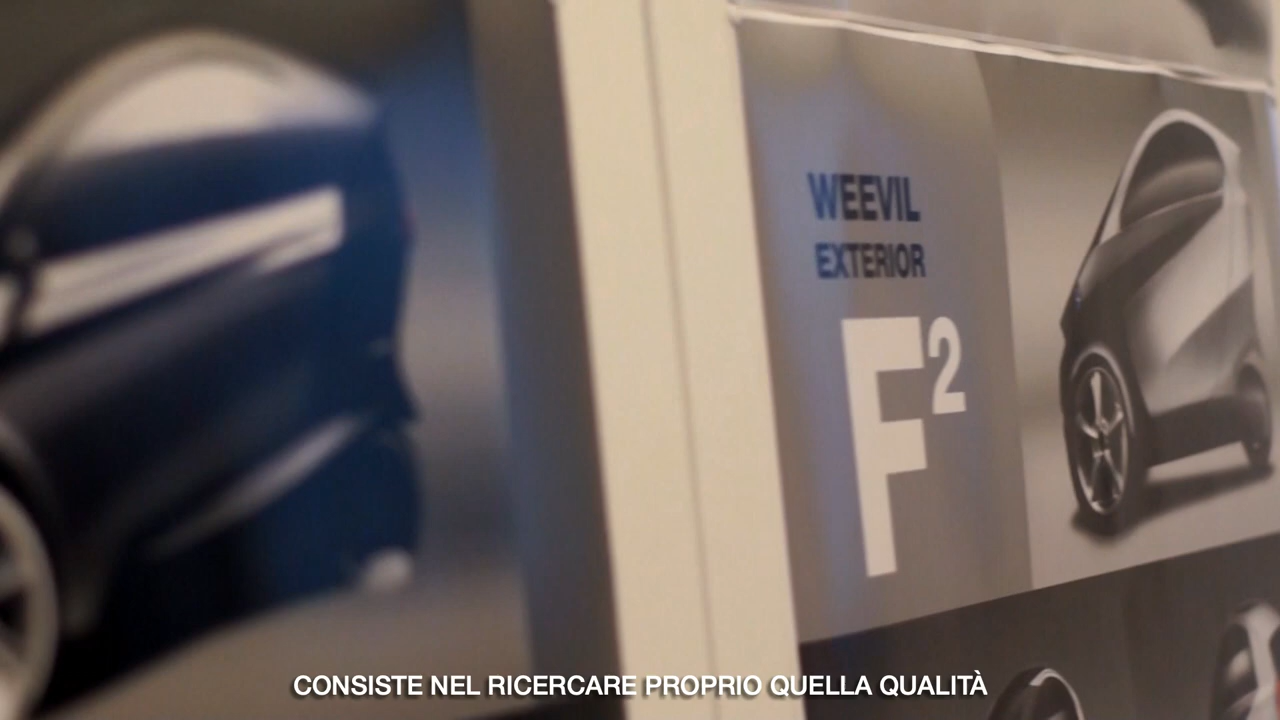 WEEVIL
EXTERIOR
F²
CONSISTE NEL RICERCARE PROPRIO QUELLA QUALITÀ